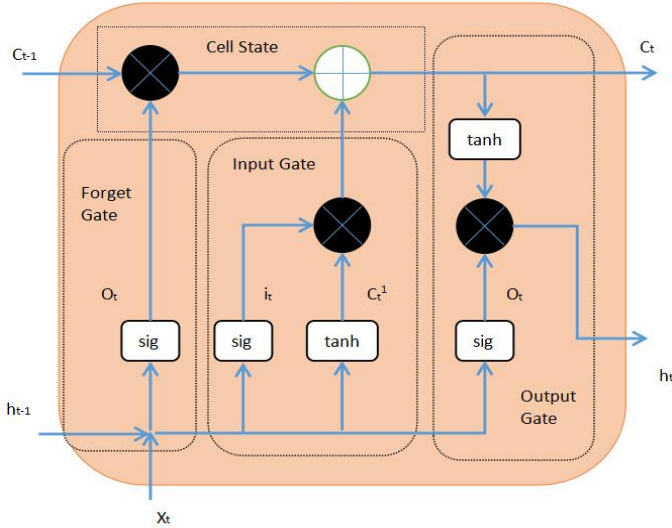 Cₜ₋₁
Cell State
Cₜ
tanh
Input Gate
Forget
Gate
Oₜ
iₜ
Cₜ¹
Oₜ
sig
sig
tanh
sig
hₜ
hₜ₋₁
Output
Gate
Xₜ